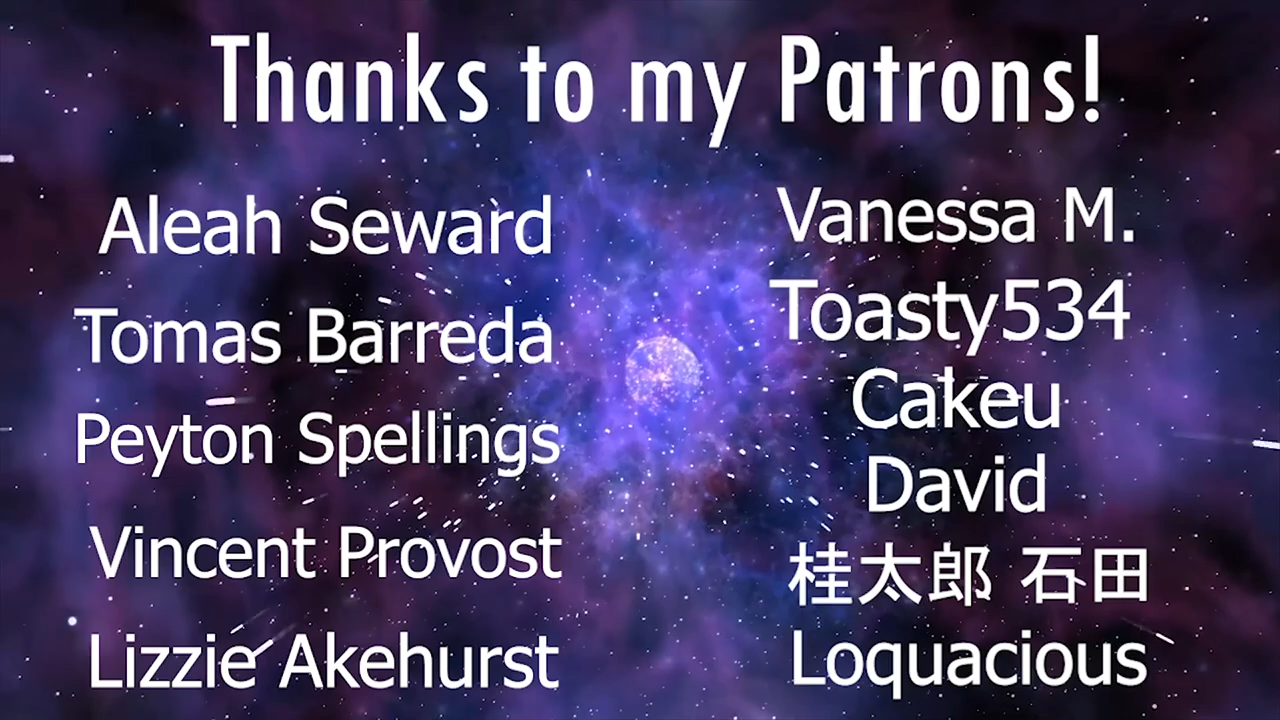 Thanks to my Patrons!
Aleah Seward
Tomas Barreda
Peyton Spellings
Vincent Provost
Lizzie Akehurst
Vanessa M.
Toasty534
Cakeu
David
桂太郎 石田
Loquacious